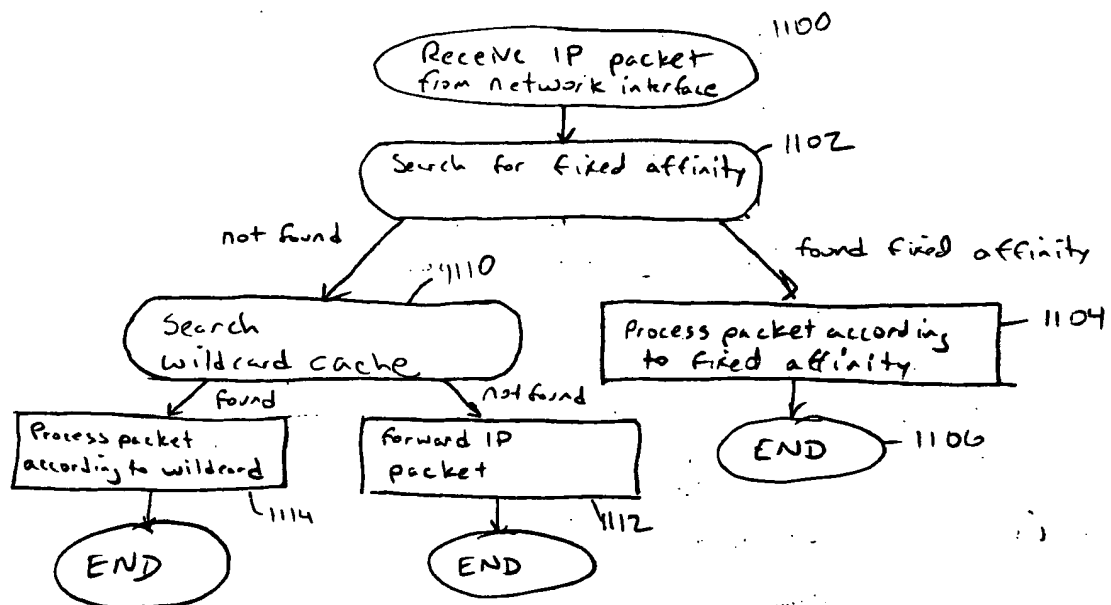 1100
Receive IP packet
from network interface
1102
Search for fixed affinity
not found
found fixed affinity
1110
Search
wildcard cache
1104
Process packet according
to fixed affinity
found
not found
Process packet
according to wildcard
forward IP
packet
END
1106
1114
1112
END
END